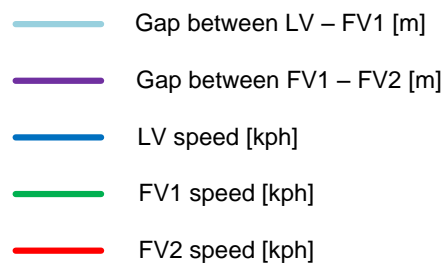 Gap between LV – FV1 [m]
Gap between FV1 – FV2 [m]
LV speed [kph]
FV1 speed [kph]
FV2 speed [kph]